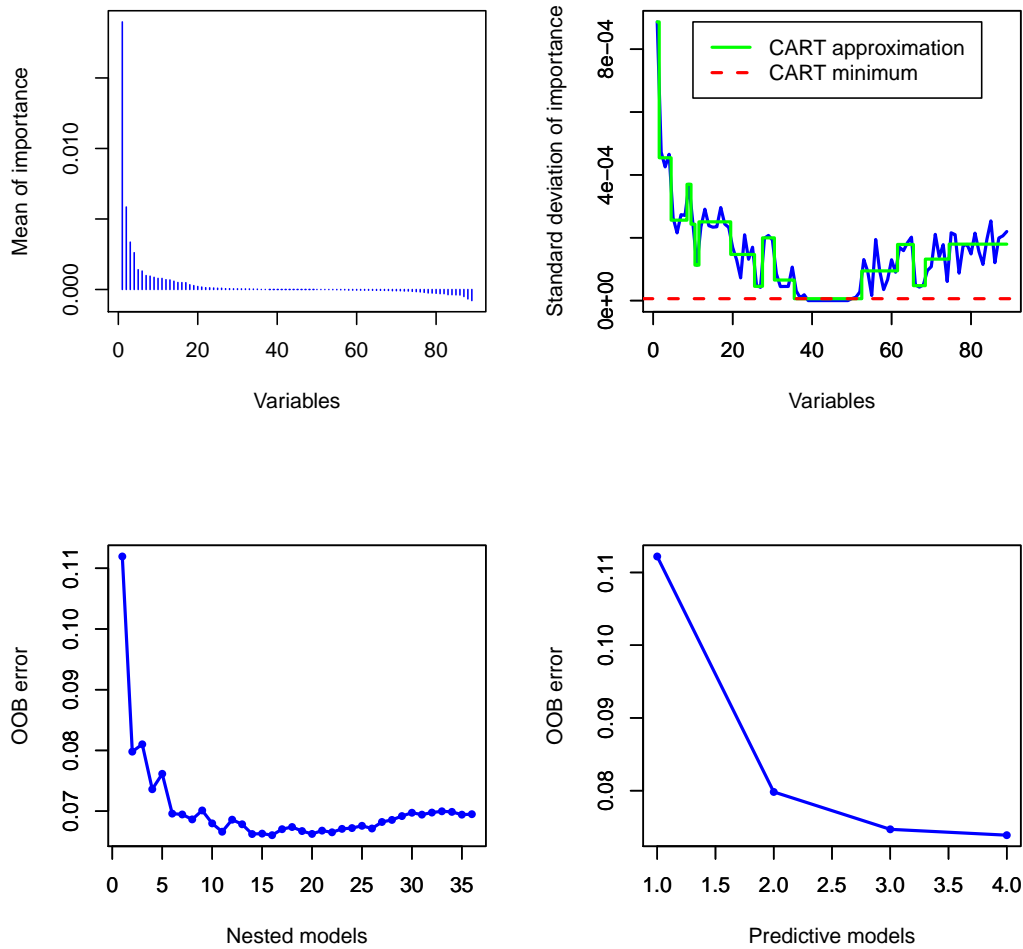 Mean of importance
0.000
0.010
0
20
40
60
80
Variables
Standard deviation of importance
0e+00
4e−04
8e−04
CART approximation
CART minimum
0
20
40
60
80
Variables
OOB error
0.07
0.08
0.09
0.10
0.11
0
5
10
15
20
25
30
35
Nested models
OOB error
0.08
0.09
0.10
0.11
1.0
1.5
2.0
2.5
3.0
3.5
4.0
Predictive models